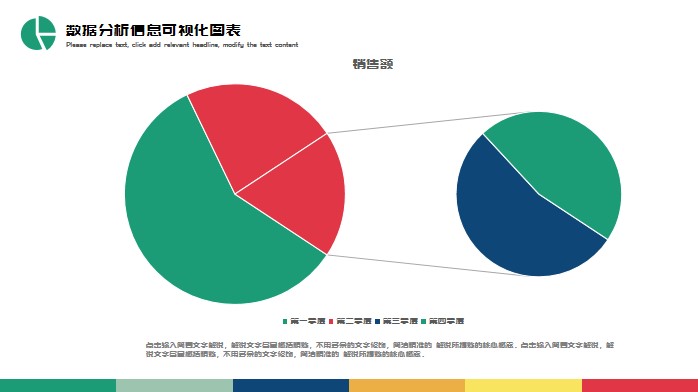 数据分析信息可视化图表
Please replace text, click add relevant headline, modify the text content
销售额
第一季度 第二季度 第三季度 第四季度
点击输入简要文字解说，解说文字尽量概括精炼，不用多余的文字修饰，简洁精准的 解说所提炼的核心概念。点击输入简要文字解说，解
说文字尽量概括精炼，不用多余的文字修饰，简洁精准的 解说所提炼的核心概念。